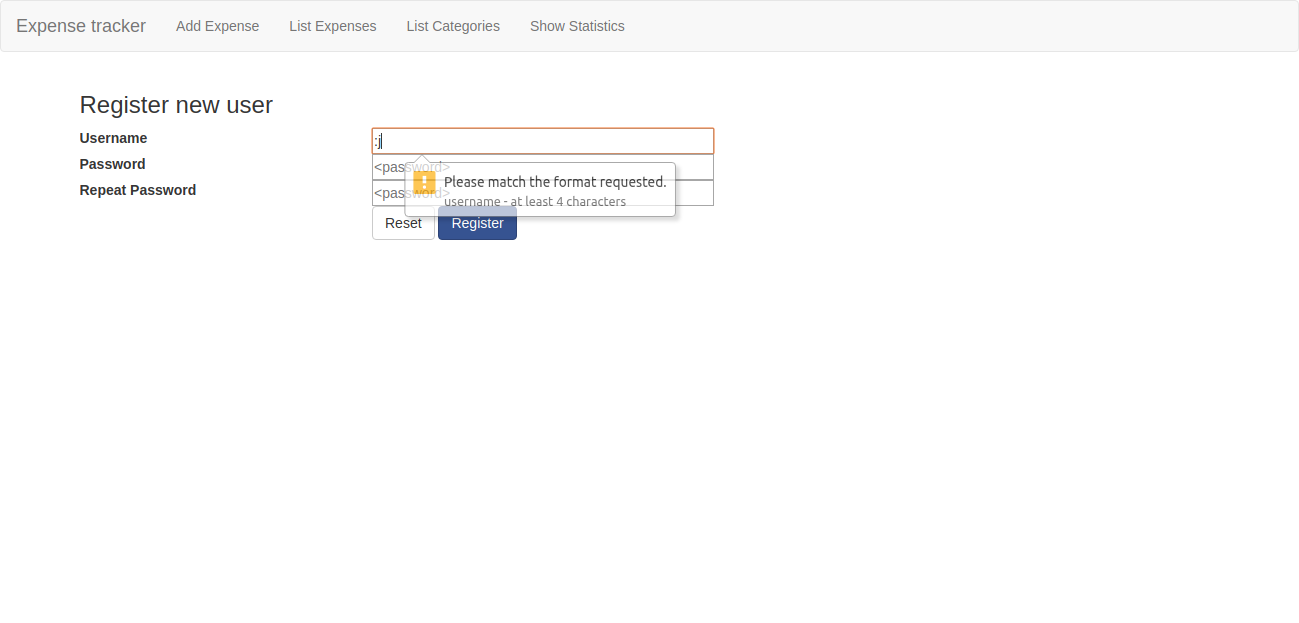 Expense tracker Add Expense List Expenses List Categories Show Statistics
Register new user
Username :j
Password <password>
Repeat Password <password>
! Please match the format requested.
username - at least 4 characters
Reset Register